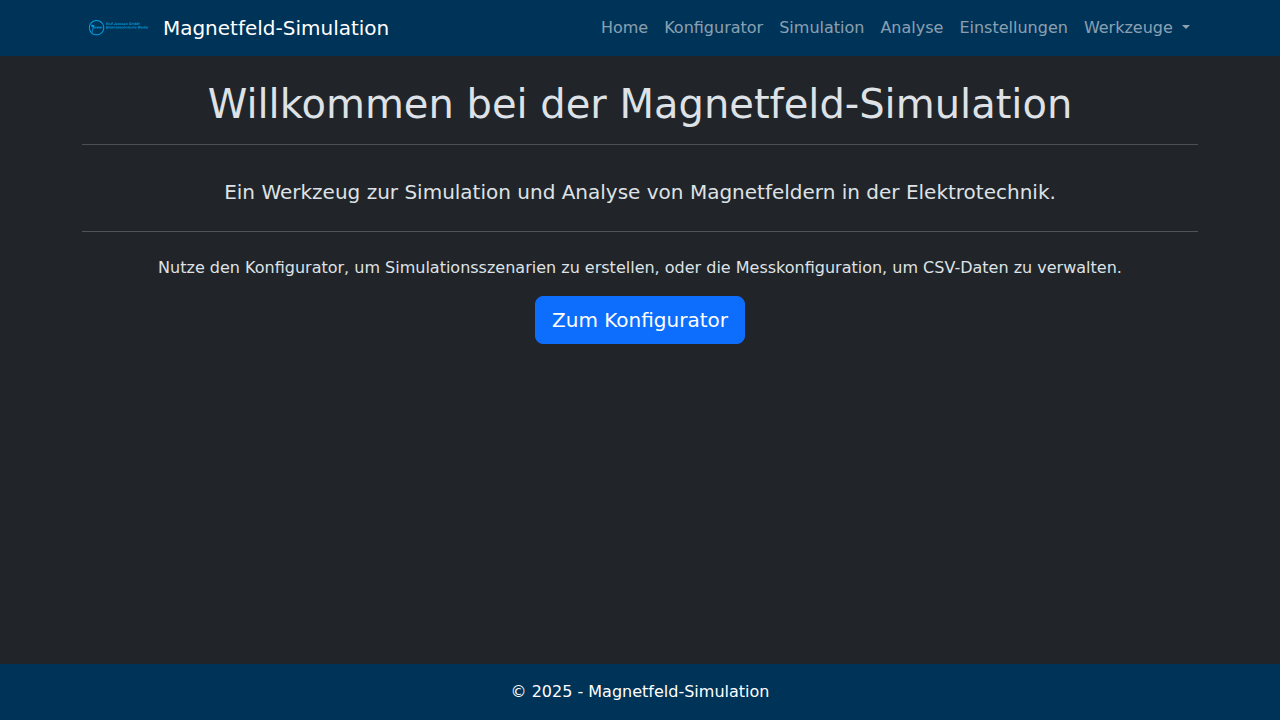 Magnetfeld-Simulation
Home
Konfigurator
Simulation
Analyse
Einstellungen
Werkzeuge
Willkommen bei der Magnetfeld-Simulation
Ein Werkzeug zur Simulation und Analyse von Magnetfeldern in der Elektrotechnik.
Nutze den Konfigurator, um Simulationsszenarien zu erstellen, oder die Messkonfiguration, um CSV-Daten zu verwalten.
Zum Konfigurator
© 2025 - Magnetfeld-Simulation